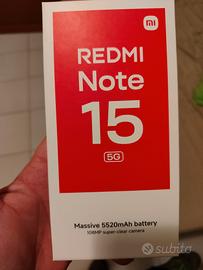 mi
REDMI
Note
15
5G
Massive 5520mAh battery
108MP super-clear camera
subito